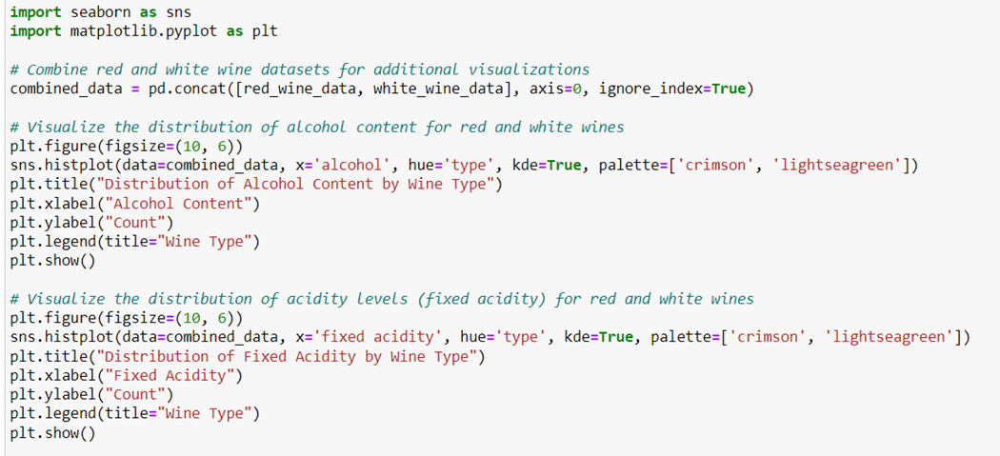 import seaborn as sns
import matplotlib.pyplot as plt
# Combine red and white wine datasets for additional visualizations
combined_data = pd.concat([red_wine_data, white_wine_data], axis=0, ignore_index=True)
# Visualize the distribution of alcohol content for red and white wines
plt.figure(figsize=(10, 6))
sns.histplot(data=combined_data, x='alcohol', hue='type', kde=True, palette=['crimson', 'lightseagreen'])
plt.title("Distribution of Alcohol Content by Wine Type")
plt.xlabel("Alcohol Content")
plt.ylabel("Count")
plt.legend(title="Wine Type")
plt.show()
# Visualize the distribution of acidity levels (fixed acidity) for red and white wines
plt.figure(figsize=(10, 6))
sns.histplot(data=combined_data, x='fixed acidity', hue='type', kde=True, palette=['crimson', 'lightseagreen'])
plt.title("Distribution of Fixed Acidity by Wine Type")
plt.xlabel("Fixed Acidity")
plt.ylabel("Count")
plt.legend(title="Wine Type")
plt.show()